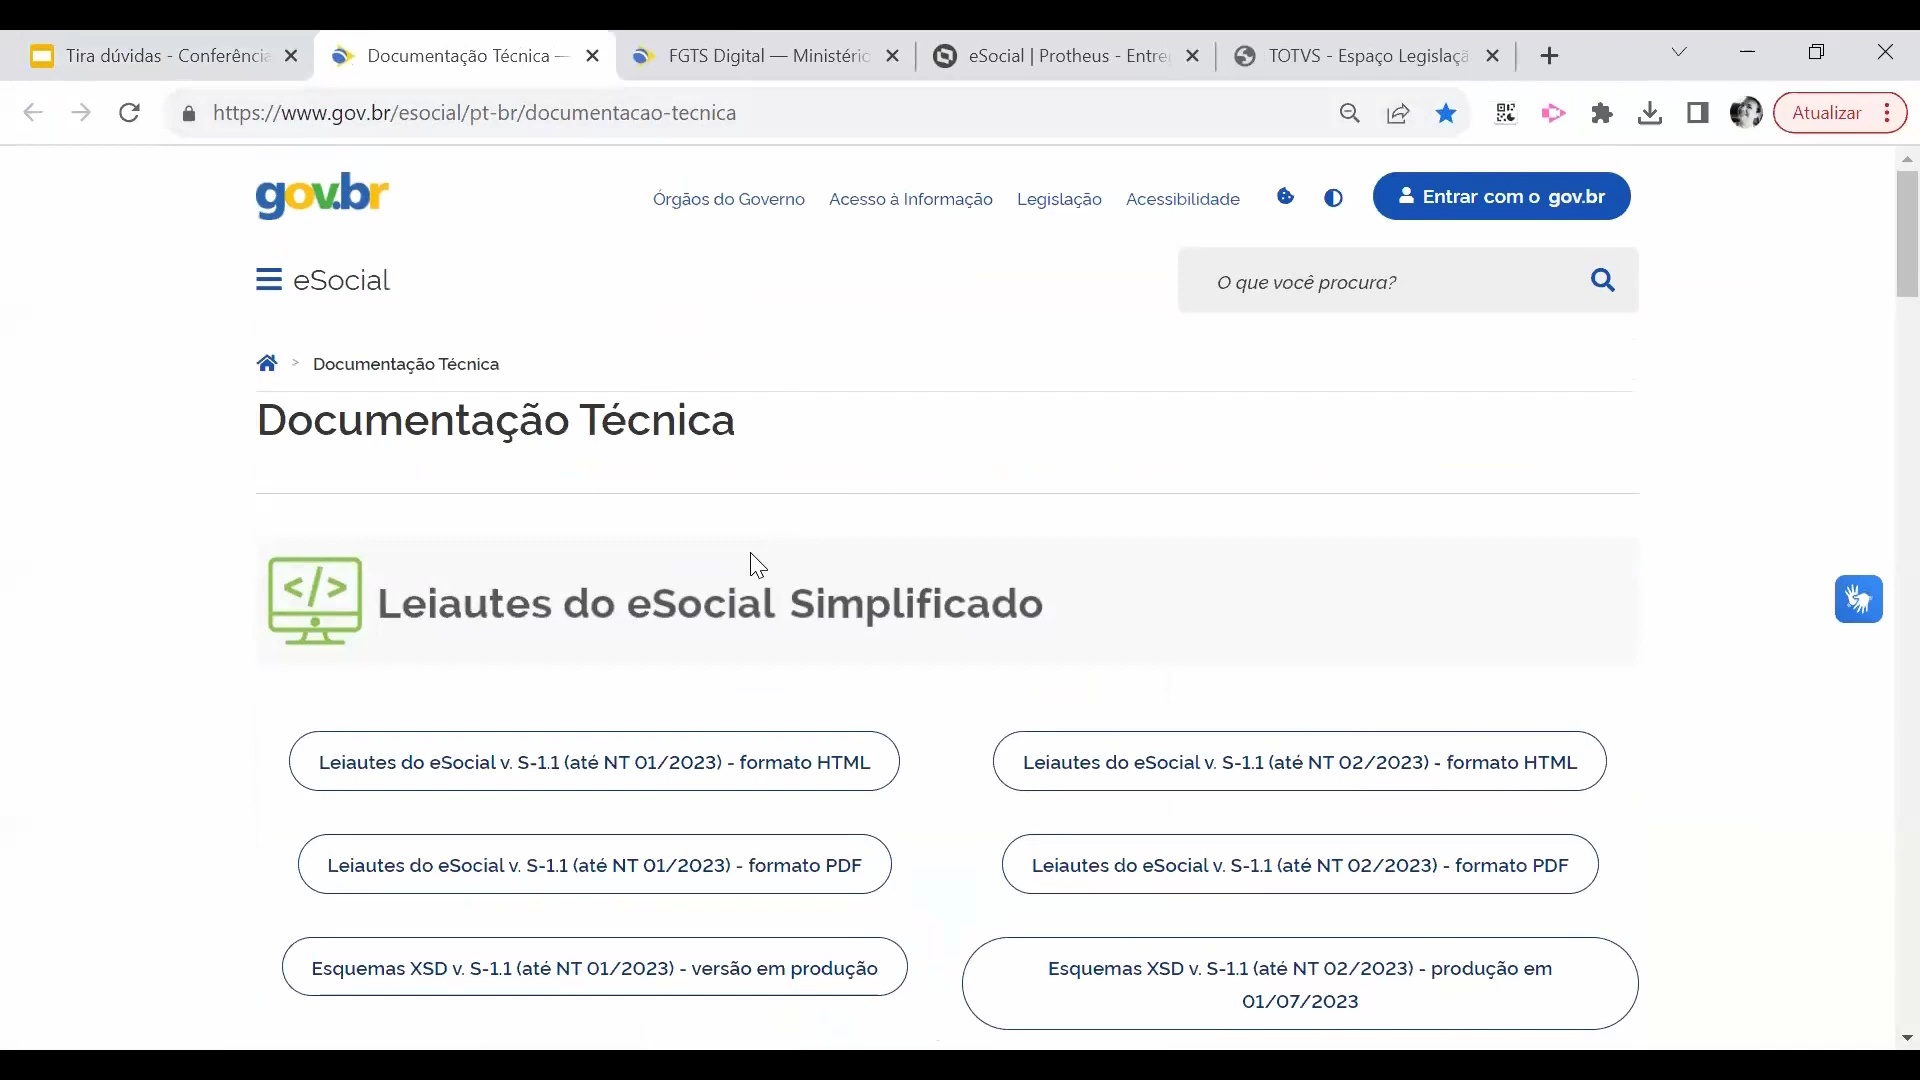 Tira dúvidas - Conferência
Documentação Técnica —
FGTS Digital — Ministério
eSocial | Protheus - Entre
TOTVS - Espaço Legislaç
https://www.gov.br/esocial/pt-br/documentacao-tecnica
Atualizar
gov.br
Órgãos do Governo
Acesso à Informação
Legislação
Acessibilidade
Entrar com o gov.br
eSocial
O que você procura?
> Documentação Técnica
Documentação Técnica
</> Leiautes do eSocial Simplificado
Leiautes do eSocial v. S-1.1 (até NT 01/2023) - formato HTML
Leiautes do eSocial v. S-1.1 (até NT 02/2023) - formato HTML
Leiautes do eSocial v. S-1.1 (até NT 01/2023) - formato PDF
Leiautes do eSocial v. S-1.1 (até NT 02/2023) - formato PDF
Esquemas XSD v. S-1.1 (até NT 01/2023) - versão em produção
Esquemas XSD v. S-1.1 (até NT 02/2023) - produção em
01/07/2023